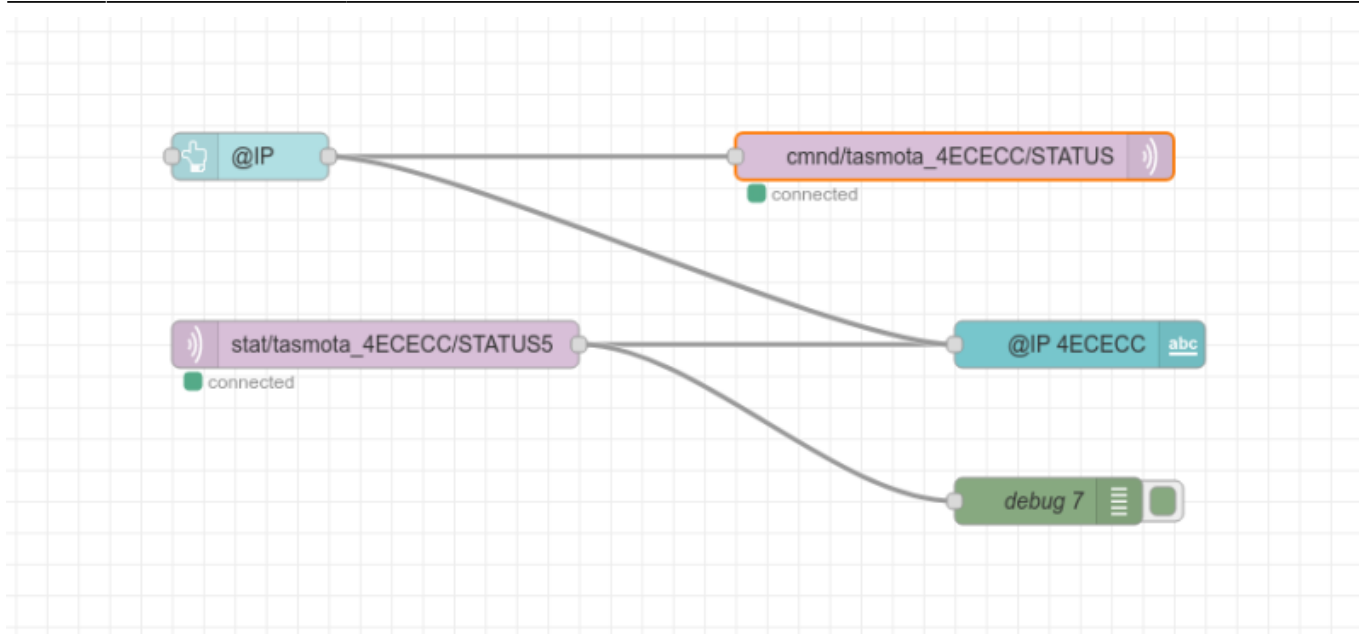 @IP
cmnd/tasmota_4ECECC/STATUS
connected
stat/tasmota_4ECECC/STATUS5
connected
@IP 4ECECC
abc
debug 7